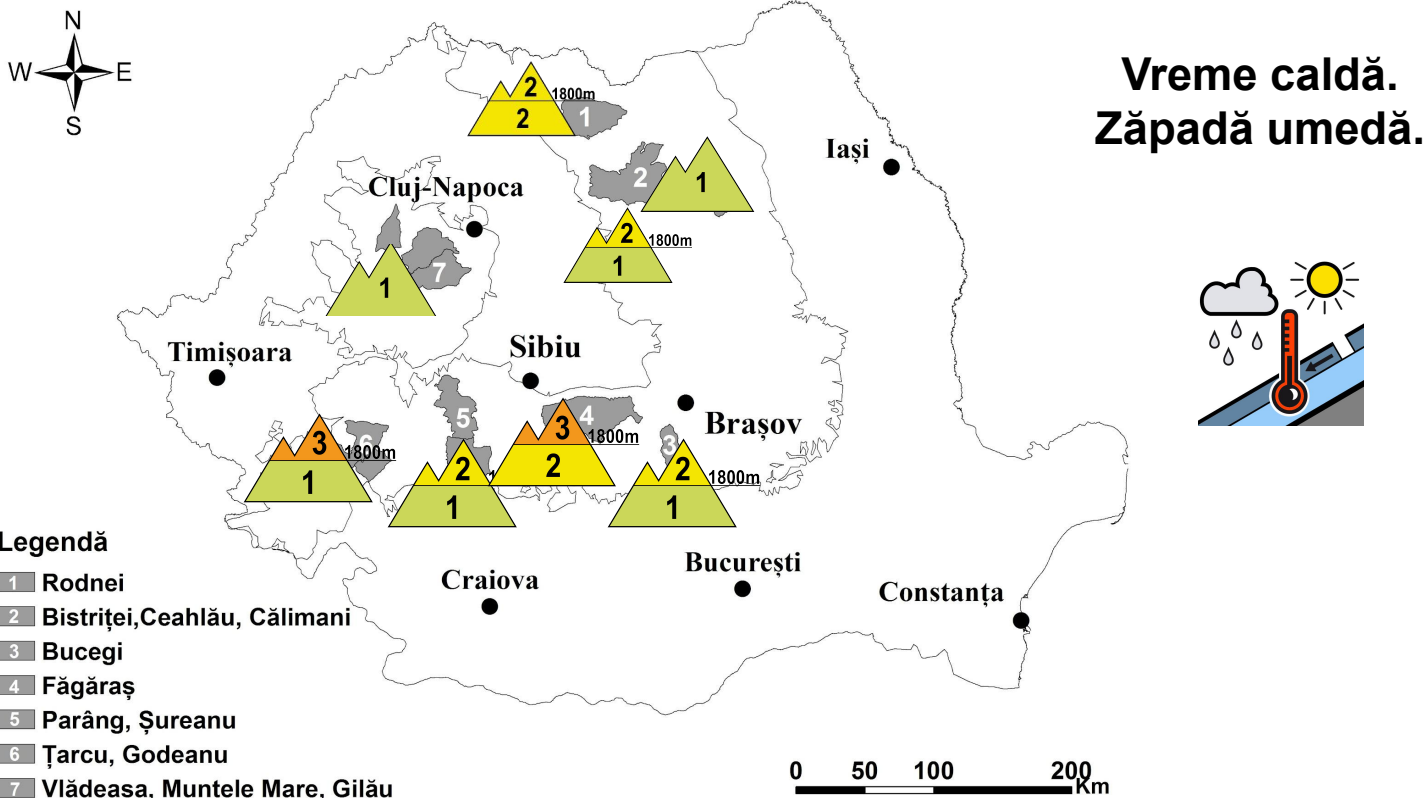 N
W E
S
Vreme caldă.
Zăpadă umedă.
2
1800m
2
1
Iași
2
1
Cluj-Napoca
2
1800m
1
7
1
Sibiu
Timișoara
5
4
3
1800m
2
Brașov
3
1800m
6
1
2
1
3
2
1800m
1
Legendă
1 Rodnei
2 Bistriței,Ceahlău, Călimani
3 Bucegi
4 Făgăraș
5 Parâng, Șureanu
6 Țarcu, Godeanu
7 Vlădeasa, Muntele Mare, Gilău
Craiova
București
Constanța
0 50 100 200
Km